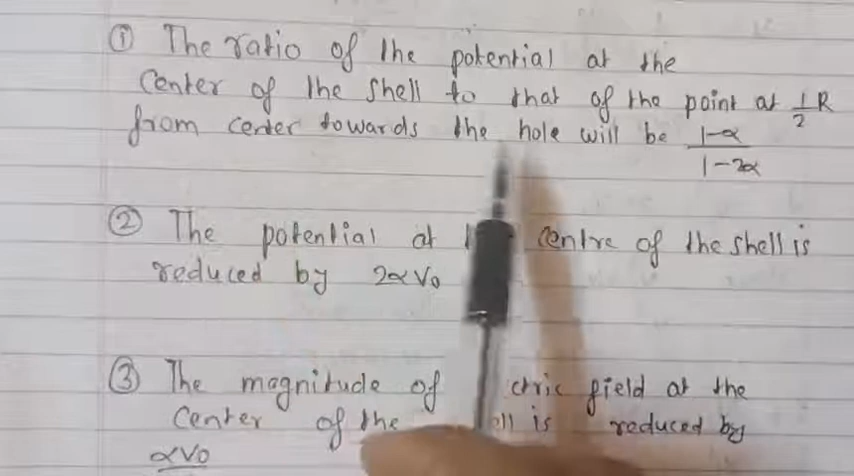 ① The ratio of the potential at the
Center of the shell to that of the point at 1/2 R
from center towards the hole will be 1-α/1-2α
② The potential at centre of the shell is
reduced by 2αV0
③ The magnitude of field at the
Center of the is reduced by
αV0